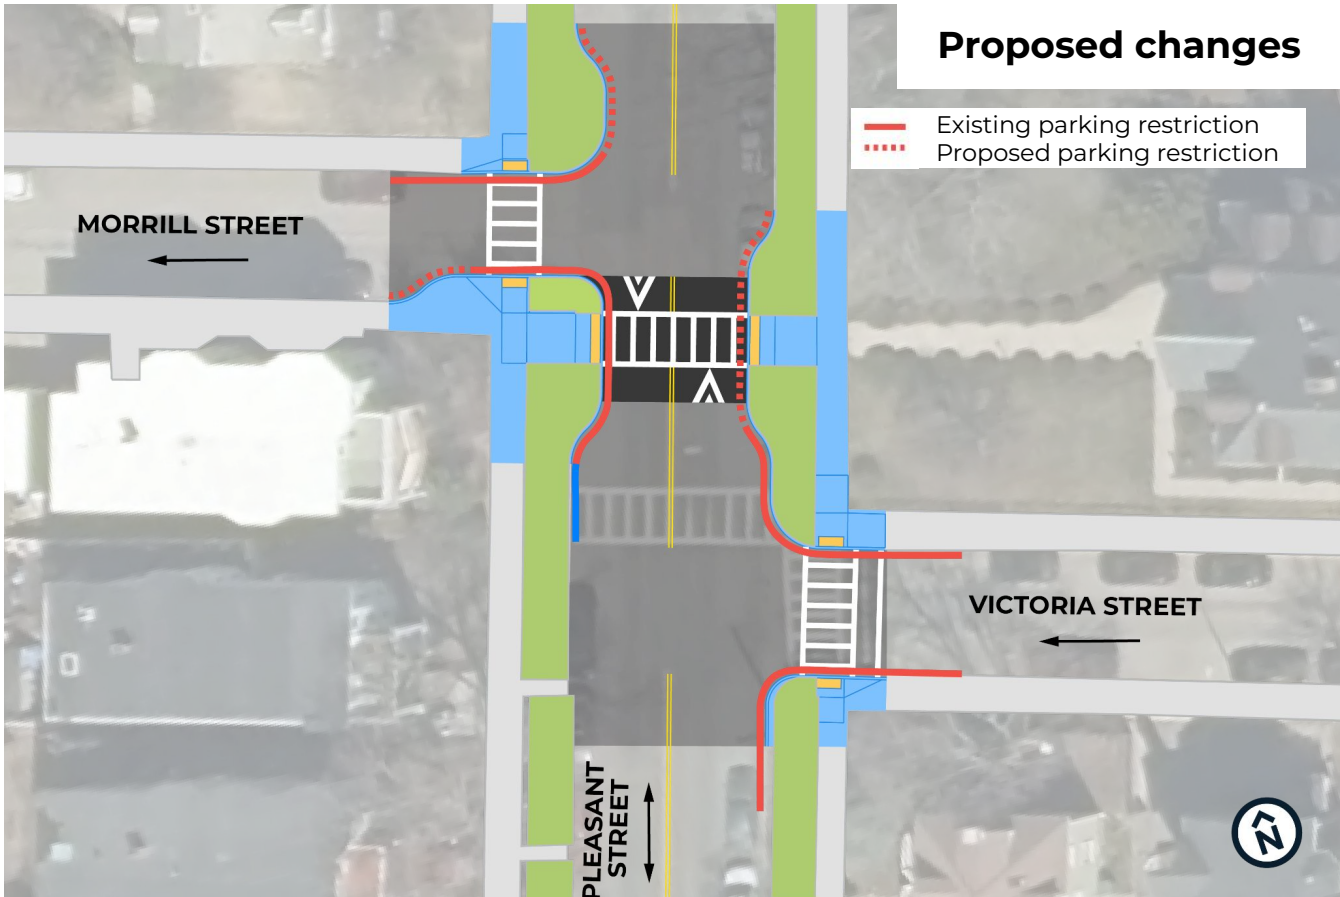 Proposed changes
Existing parking restriction
Proposed parking restriction
MORRILL STREET
VICTORIA STREET
PLEASANT
STREET
N